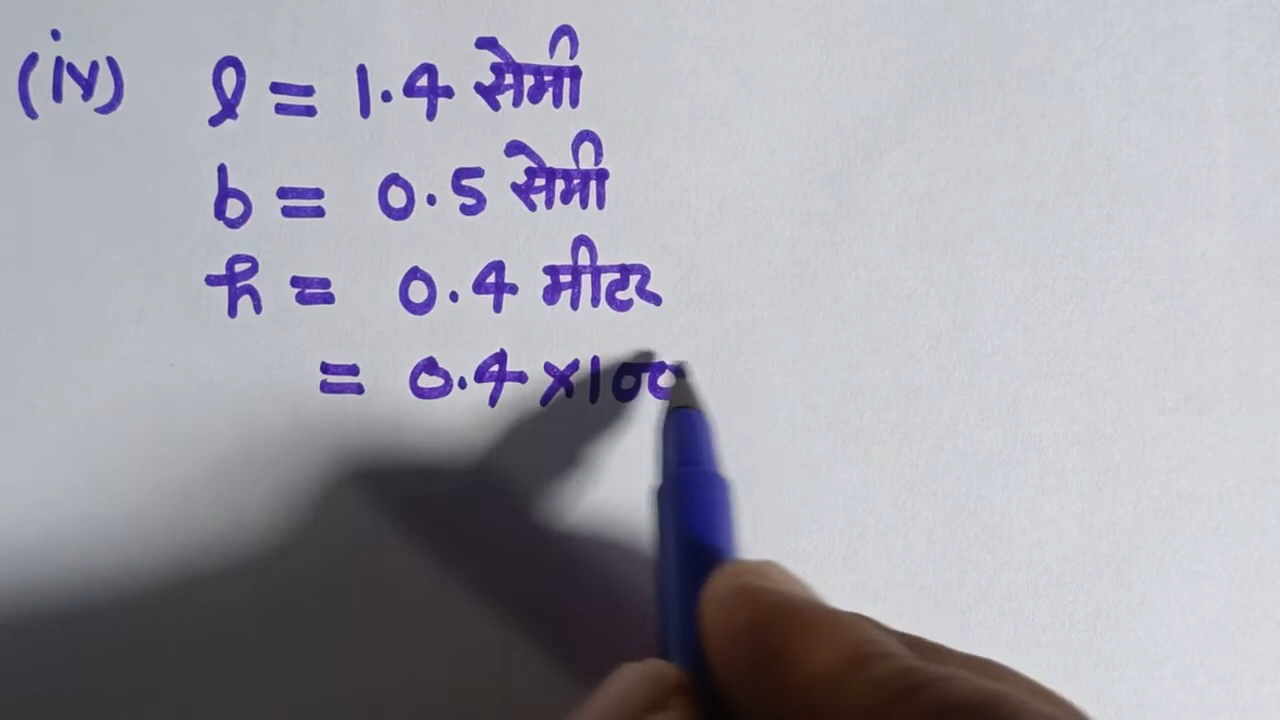 (iv) l = 1.4 सेमी
b = 0.5 सेमी
h = 0.4 मीटर
= 0.4 × 100